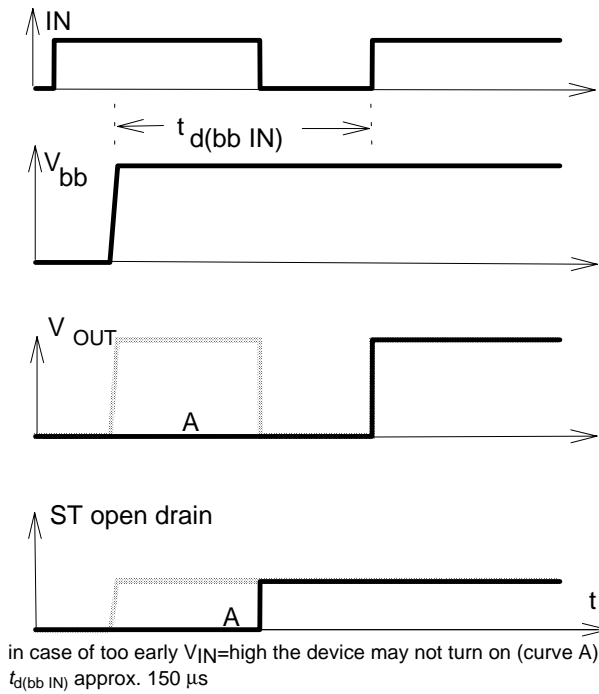 IN
t d(bb IN)
Vbb
V OUT
A
ST open drain
A
t
in case of too early VIN=high the device may not turn on (curve A)
td(bb IN) approx. 150 μs